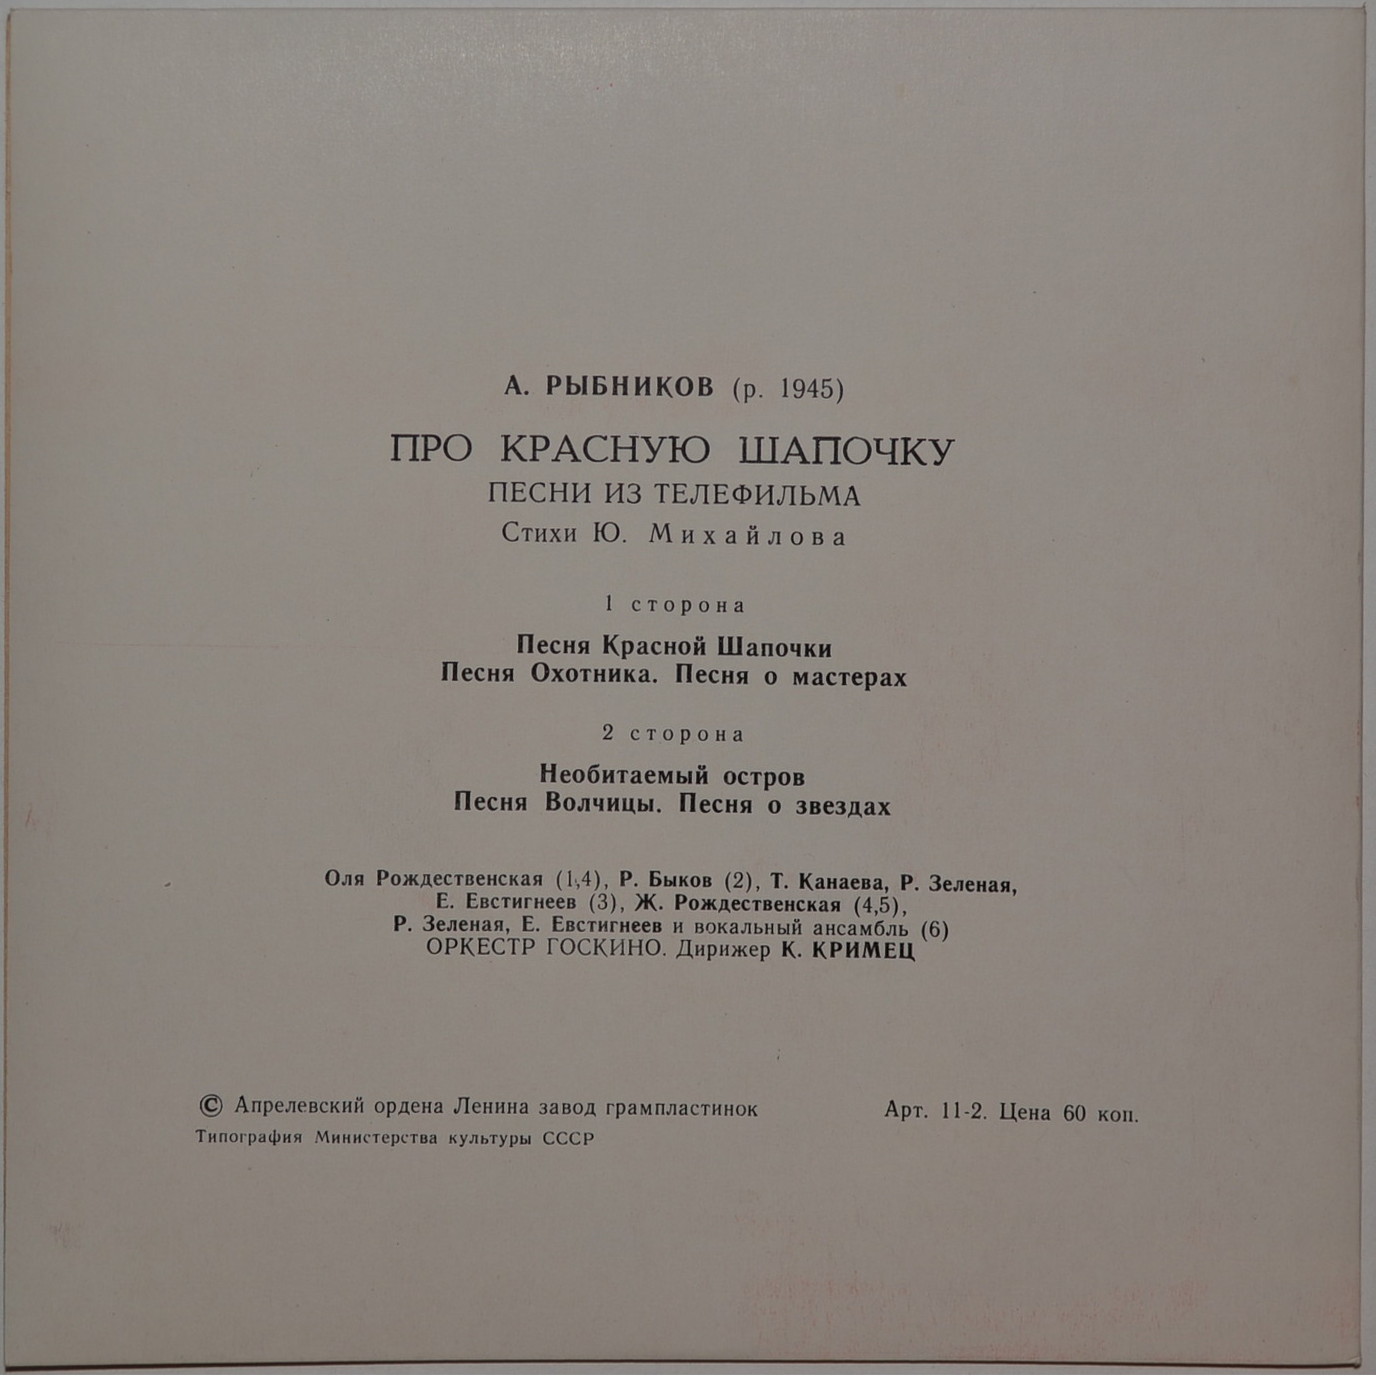 А. РЫБНИКОВ (р. 1945)
ПРО КРАСНУЮ ШАПОЧКУ
ПЕСНИ ИЗ ТЕЛЕФИЛЬМА
Стихи Ю. Михайлова
1 сторона
Песня Красной Шапочки
Песня Охотника. Песня о мастерах
2 сторона
Необитаемый остров
Песня Волчицы. Песня о звездах
Оля Рождественская (1,4), Р. Быков (2), Т. Канаева, Р. Зеленая,
Е. Евстигнеев (3), Ж. Рождественская (4,5),
Р. Зеленая, Е. Евстигнеев и вокальный ансамбль (6)
ОРКЕСТР ГОСКИНО. Дирижер К. КРИМЕЦ
© Апрелевский ордена Ленина завод грампластинок Арт. 11-2. Цена 60 коп.
Типография Министерства культуры СССР